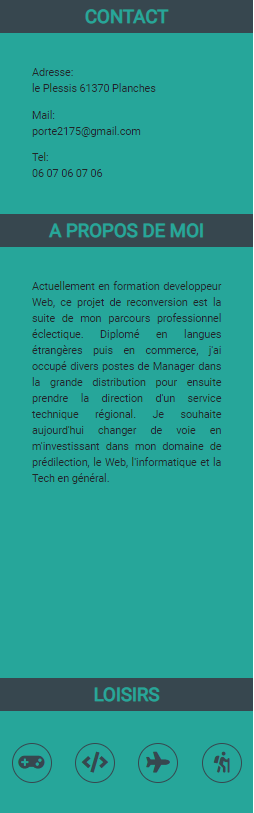 CONTACT
Adresse:
le Plessis 61370 Planches
Mail:
porte2175@gmail.com
Tel:
06 07 06 07 06
A PROPOS DE MOI
Actuellement en formation developpeur
Web, ce projet de reconversion est la
suite de mon parcours professionnel
éclectique. Diplomé en langues
étrangères puis en commerce, j'ai
occupé divers postes de Manager dans
la grande distribution pour ensuite
prendre la direction d'un service
technique régional. Je souhaite
aujourd'hui changer de voie en
m'investissant dans mon domaine de
prédilection, le Web, l'informatique et la
Tech en général.
LOISIRS